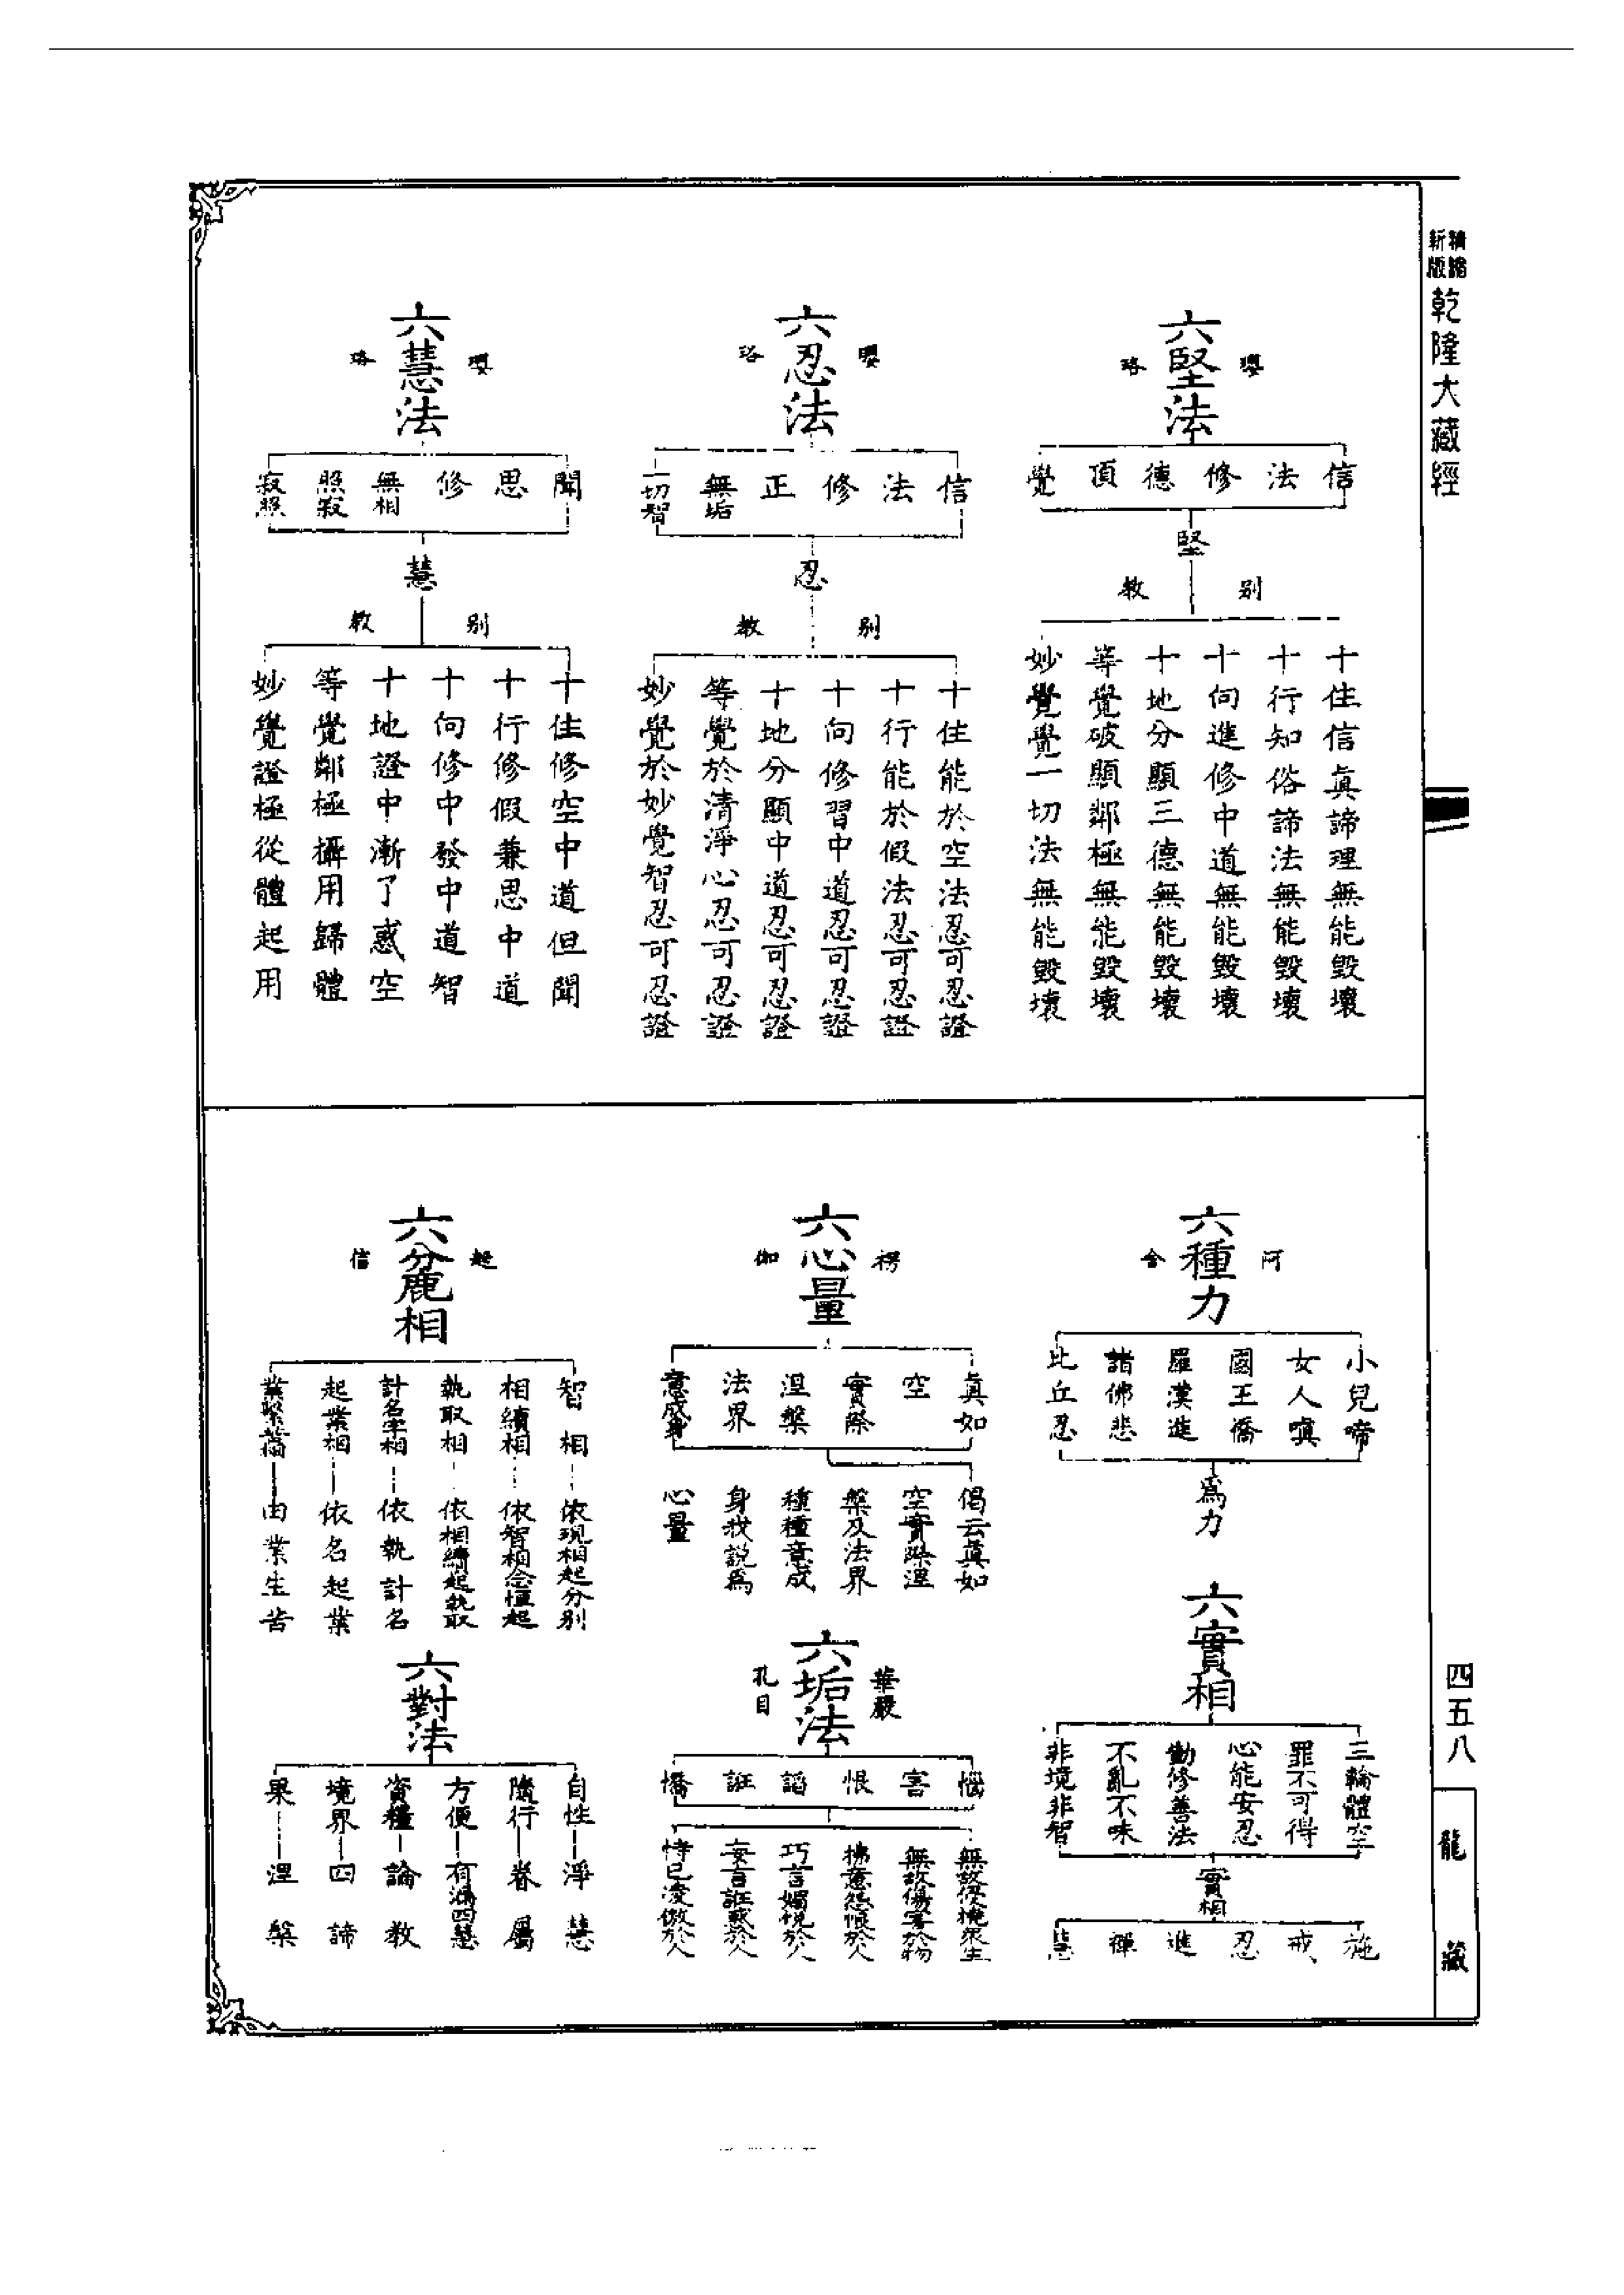 精縮
新版
乾隆大藏經
六堅法
瓔珞
信
法
修
德
頂
覺
堅
別教
十住信真諦理無能毀壞
十行知俗諦法無能毀壞
十向進修中道無能毀壞
十地分顯三德無能毀壞
等覺破顯鄰極無能毀壞
妙覺覺一切法無能毀壞
六忍法
瓔珞
信
法
修
正
無垢
一切智
忍
別教
十住能於空法忍可忍證
十行能於假法忍可忍證
十向修習中道忍可忍證
十地分顯中道忍可忍證
等覺於清淨心忍可忍證
妙覺於妙覺智忍可忍證
六慧法
瓔珞
聞
思
修
無相
照寂
寂照
慧
別教
十住修空中道但聞
十行修假兼思中道
十向修中發中道智
十地證中漸了惑空
等覺鄰極攝用歸體
妙覺證極從體起用
六種力
阿含
小兒啼
女人嗔
國王憍
羅漢進
諸佛悲
比丘忍
為力
六實相
三輪體空
罪不可得
心能安忍
勤修善法
不亂不味
非境非智
實相
施
戒
忍
進
禪
慧
六心量
楞伽
真如
空
實際
涅槃
法界
意成身
偈云真如
空實際涅
槃及法界
種種意成
身我說為
心量
六垢法
華嚴孔目
惱
害
恨
諂
誑
憍
無故侵撓眾生
無故傷害於物
拂意怨恨於人
巧言媚悅於人
妄言誑惑於人
恃己凌傲於人
六分麁相
起信
智相 依現相起分別
相續相 依智相念恒起
執取相 依相續起執取
計名字相 依執計名
起業相 依名起業
業繫苦相 由業生苦
六對法
自性 淨慧
隨行 眷屬
方便 有漏四慧
資糧 論教
境界 四諦
果 涅槃
四五八
龍藏